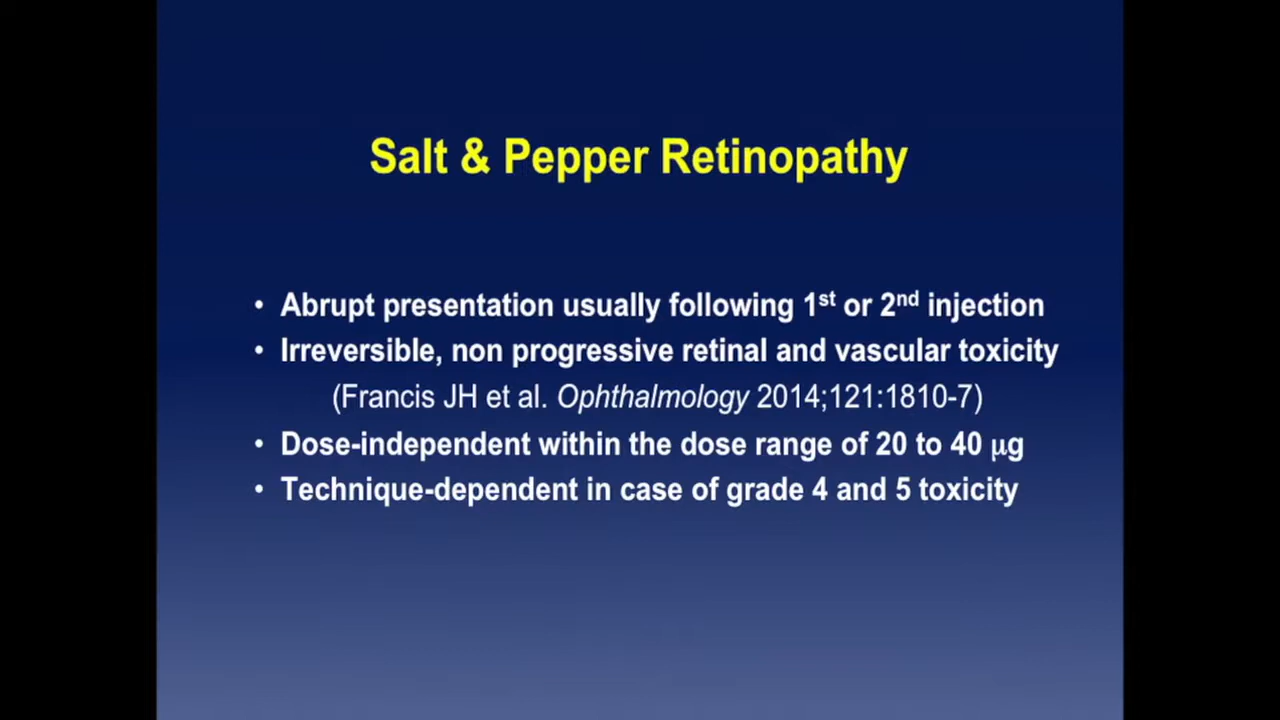 Salt & Pepper Retinopathy
• Abrupt presentation usually following 1st or 2nd injection
• Irreversible, non progressive retinal and vascular toxicity
(Francis JH et al. Ophthalmology 2014;121:1810-7)
• Dose-independent within the dose range of 20 to 40 μg
• Technique-dependent in case of grade 4 and 5 toxicity